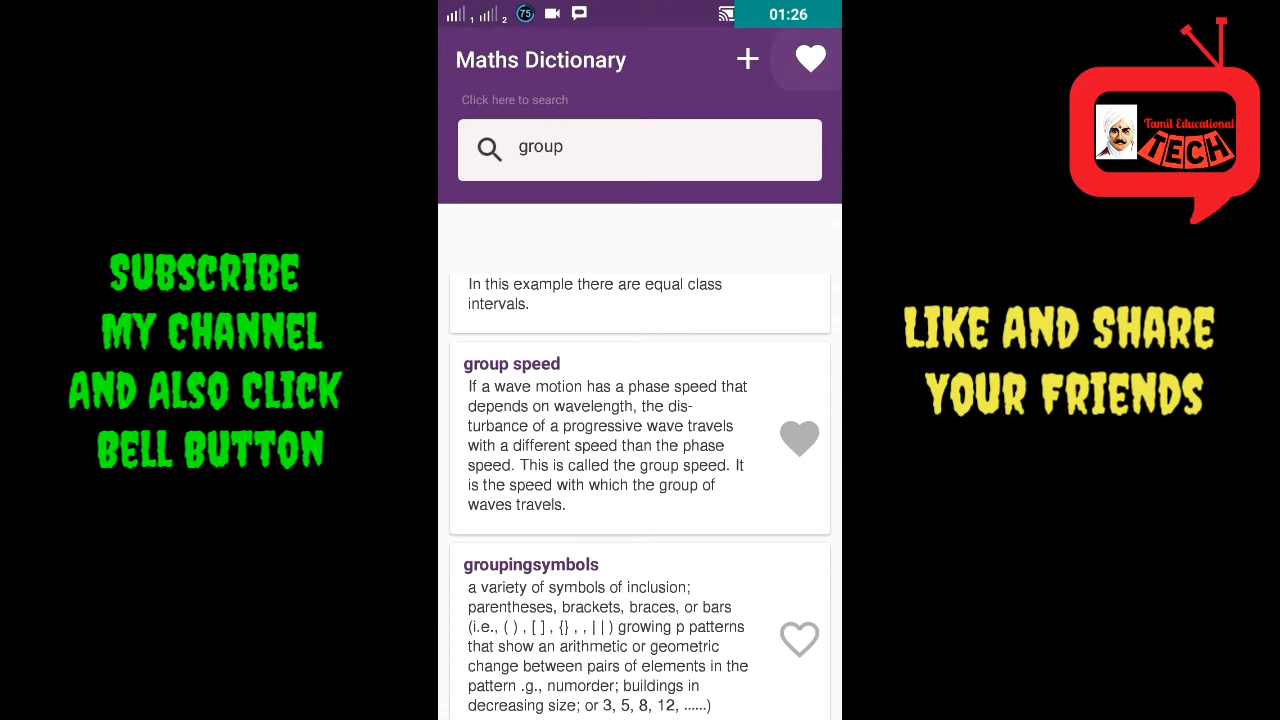 1 2 75 01:26
Maths Dictionary
Click here to search
group
Tamil Educational
TECH
SUBSCRIBE
MY CHANNEL
AND ALSO CLICK
BELL BUTTON
In this example there are equal class
intervals.
group speed
If a wave motion has a phase speed that
depends on wavelength, the dis-
turbance of a progressive wave travels
with a different speed than the phase
speed. This is called the group speed. It
is the speed with which the group of
waves travels.
groupingsymbols
a variety of symbols of inclusion;
parentheses, brackets, braces, or bars
(i.e., ( ) , [ ] , {} , , | | ) growing p patterns
that show an arithmetic or geometric
change between pairs of elements in the
pattern .g., numorder; buildings in
decreasing size; or 3, 5, 8, 12, ......)
LIKE AND SHARE
YOUR FRIENDS